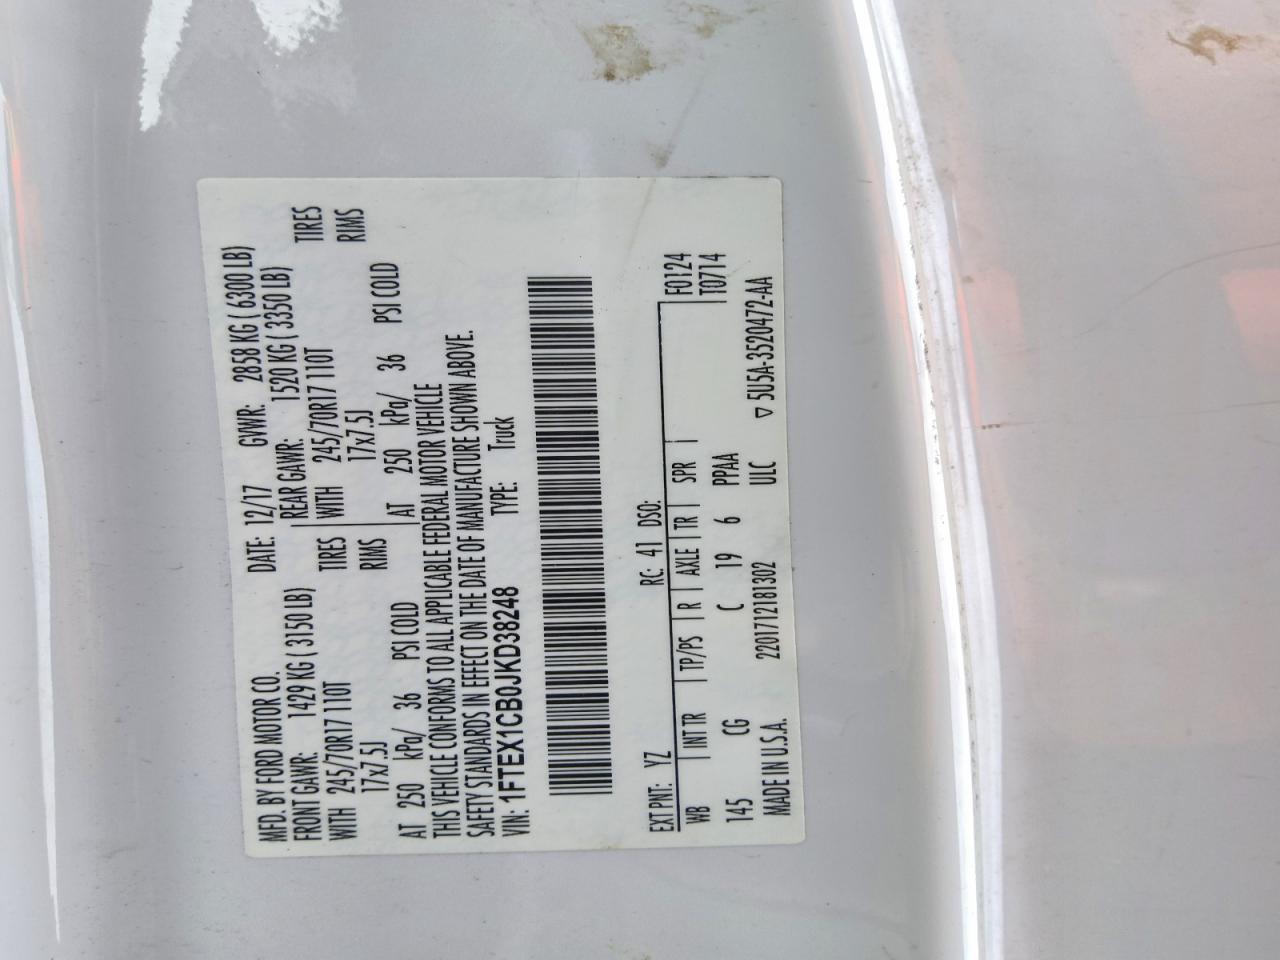 MFD. BY FORD MOTOR CO.
DATE: 12/17 GVWR: 2858 KG ( 6300 LB)
FRONT GAWR: 1429 KG ( 3150 LB) REAR GAWR: 1520 KG ( 3350 LB)
WITH 245/70R17 110T TIRES WITH 245/70R17 110T TIRES
17x7.5J RIMS 17x7.5J RIMS
AT 250 kPa/ 36 PSI COLD AT 250 kPa/ 36 PSI COLD
THIS VEHICLE CONFORMS TO ALL APPLICABLE FEDERAL MOTOR VEHICLE
SAFETY STANDARDS IN EFFECT ON THE DATE OF MANUFACTURE SHOWN ABOVE.
VIN: 1FTEX1CB0JKD38248 TYPE: Truck
EXT PNT: YZ RC: 41 DSO: F0124
WB INT TR TP/PS R AXLE TR SPR T0714
145 CG C 19 6 PPAA
MADE IN U.S.A. 2201712181302 ULC ▽ 5U5A-3520472-AA